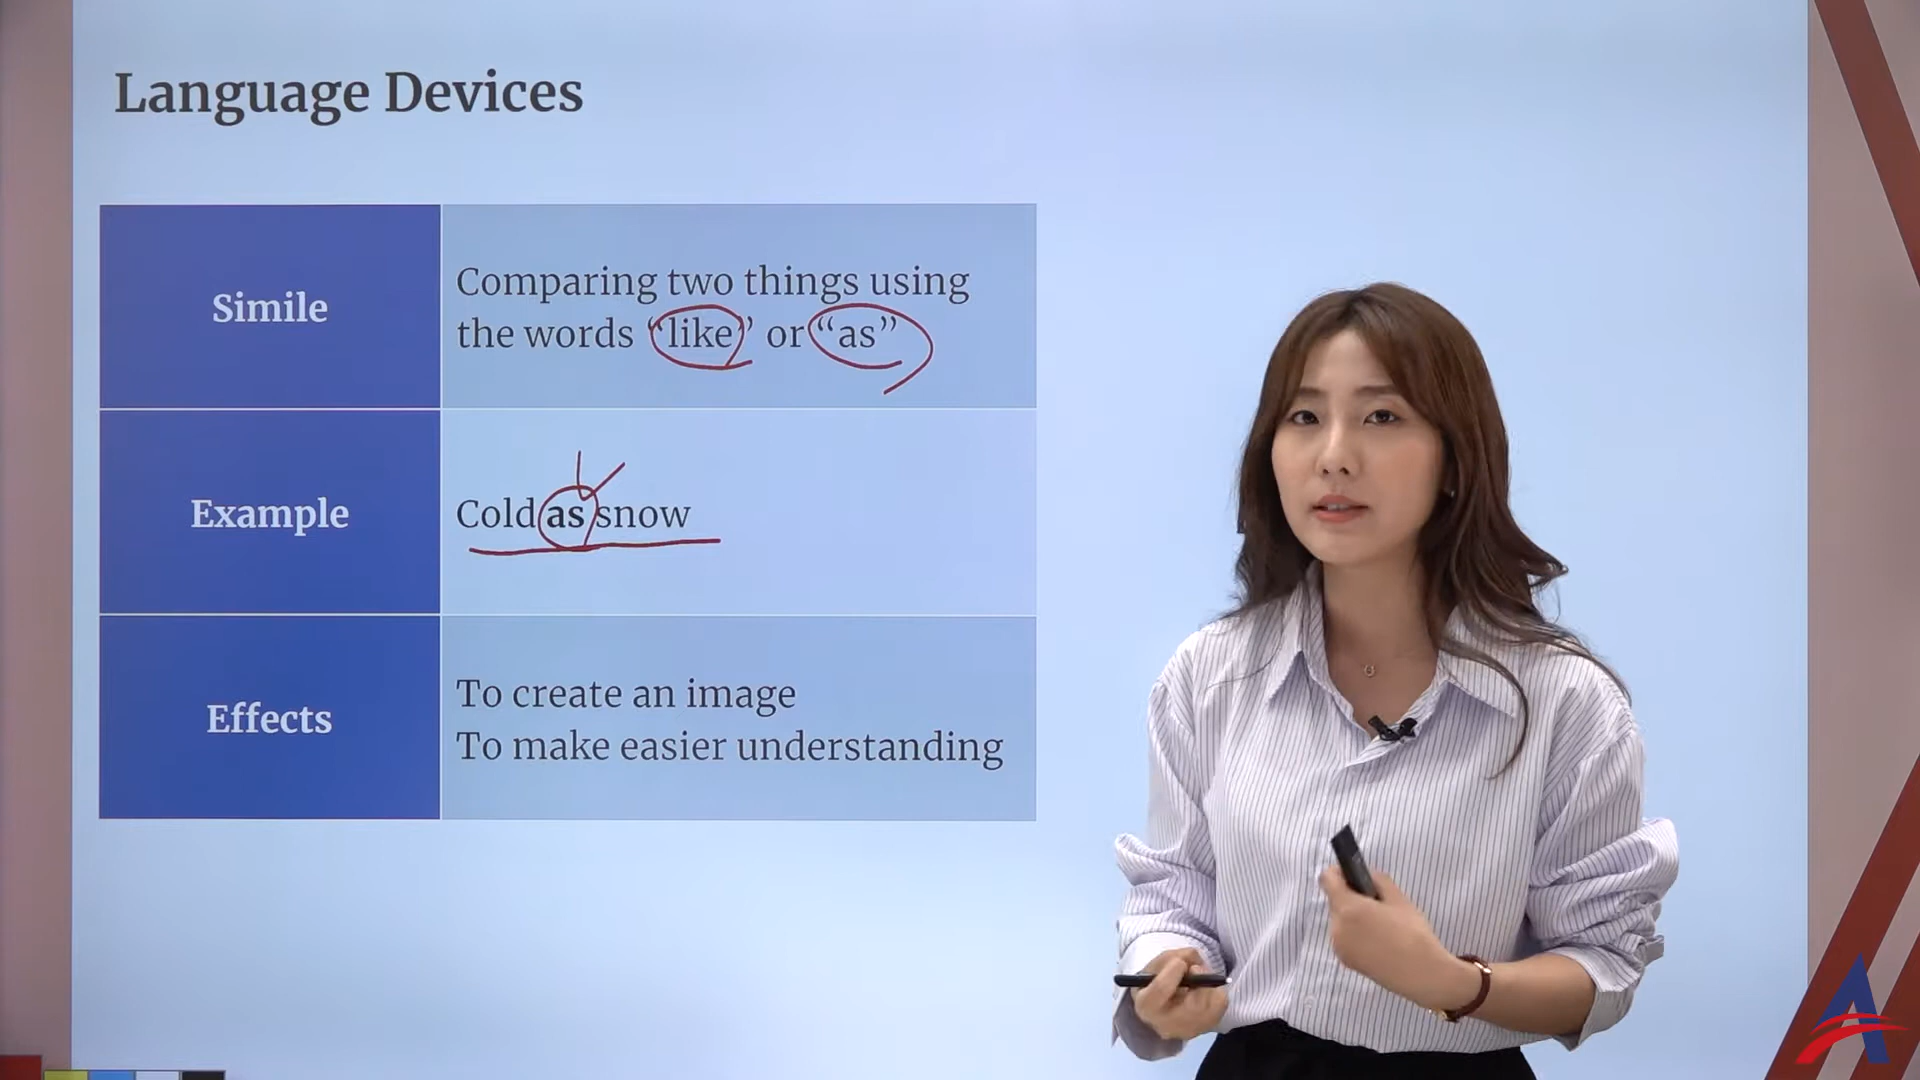 Language Devices
Simile
Comparing two things using
the words “like” or “as”
Example
Cold as snow
Effects
To create an image
To make easier understanding